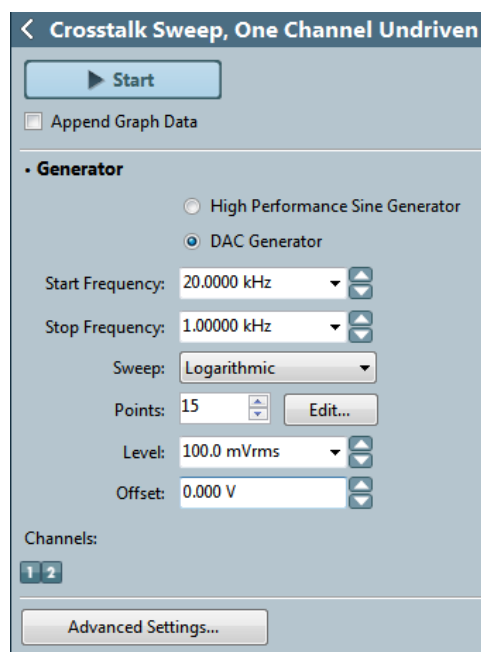 Crosstalk Sweep, One Channel Undriven
Start
Append Graph Data
Generator
High Performance Sine Generator
DAC Generator
Start Frequency: 20.0000 kHz
Stop Frequency: 1.00000 kHz
Sweep: Logarithmic
Points: 15 Edit...
Level: 100.0 mVrms
Offset: 0.000 V
Channels:
1 2
Advanced Settings...